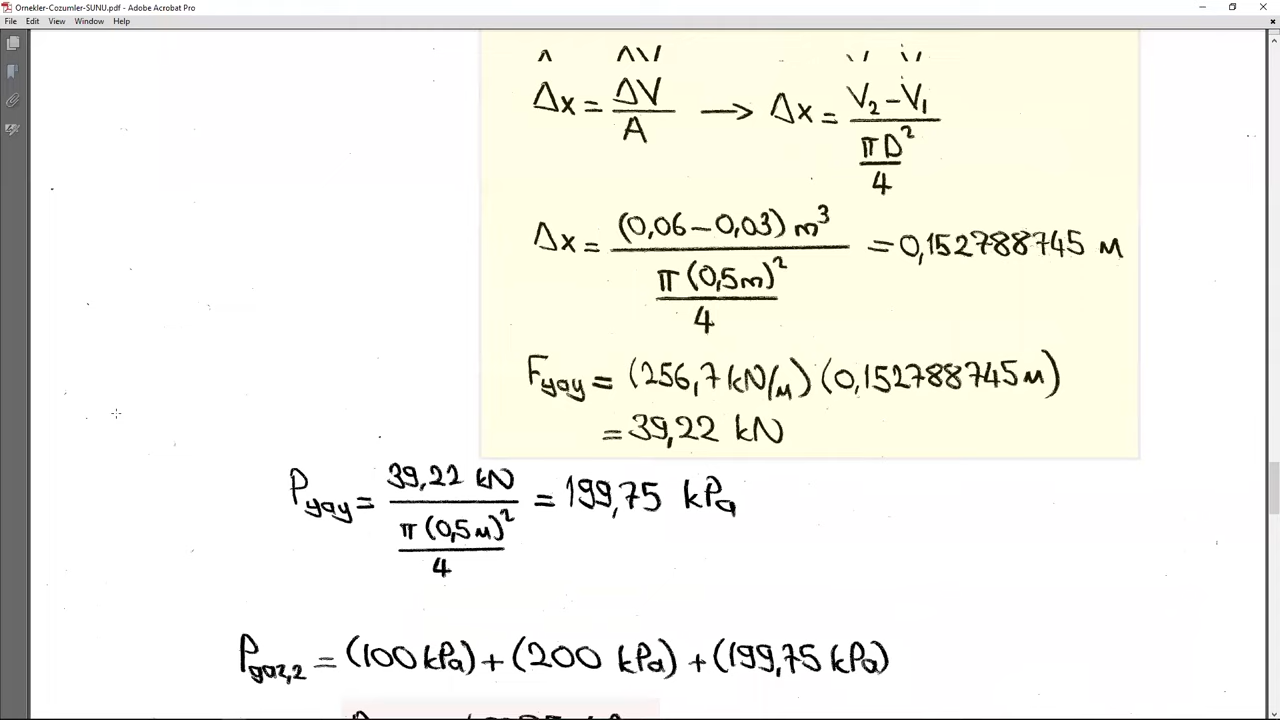 Ornekler-Cozumler-SUNU.pdf - Adobe Acrobat Pro
File Edit View Window Help
Δx = ΔV/A → Δx = (V₂-V₁)/(πD²/4)
Δx = (0,06-0,03) m³/(π(0,5m)²/4) = 0,152788745 m
Fyay = (256,7 kN/m)(0,152788745 m)
= 39,22 kN
Pyay = 39,22 kN/(π(0,5m)²/4) = 199,75 kPa
Pgaz,2 = (100 kPa) + (200 kPa) + (199,75 kPa)